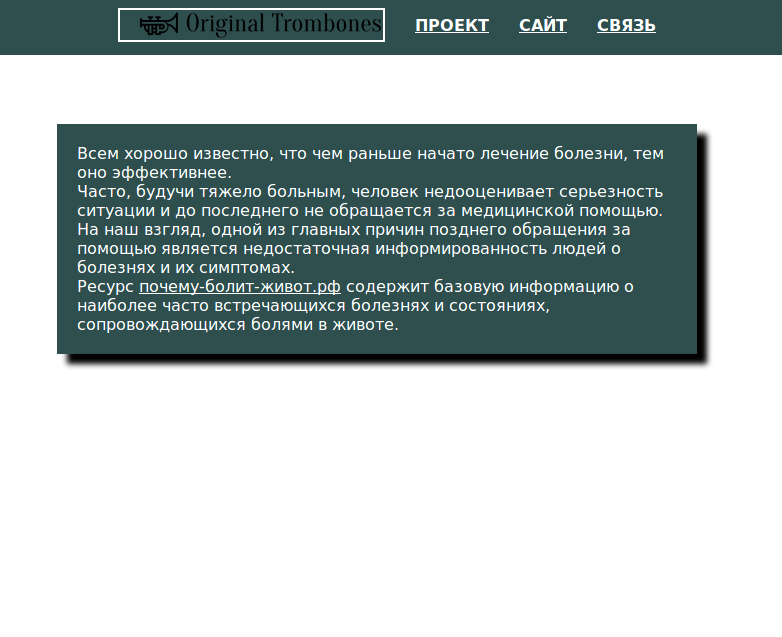 Original Trombones ПРОЕКТ САЙТ СВЯЗЬ
Всем хорошо известно, что чем раньше начато лечение болезни, тем
оно эффективнее.
Часто, будучи тяжело больным, человек недооценивает серьезность
ситуации и до последнего не обращается за медицинской помощью.
На наш взгляд, одной из главных причин позднего обращения за
помощью является недостаточная информированность людей о
болезнях и их симптомах.
Ресурс почему-болит-живот.рф содержит базовую информацию о
наиболее часто встречающихся болезнях и состояниях,
сопровождающихся болями в животе.